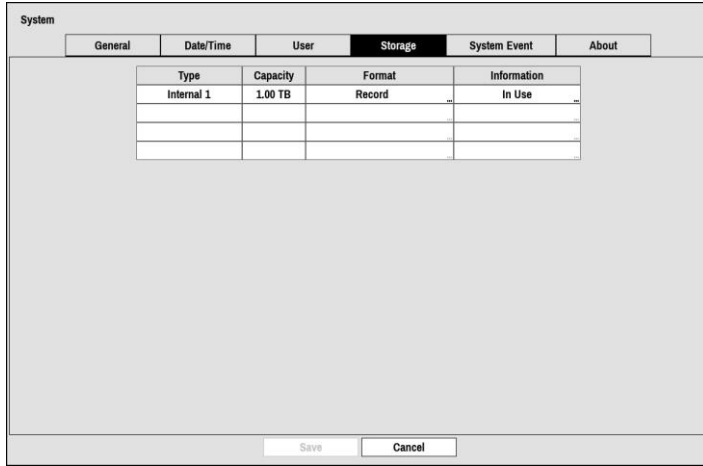 System
General Date/Time User Storage System Event About
Type Capacity Format Information
Internal 1 1.00 TB Record ... In Use ...
... ...
... ...
... ...
Save Cancel